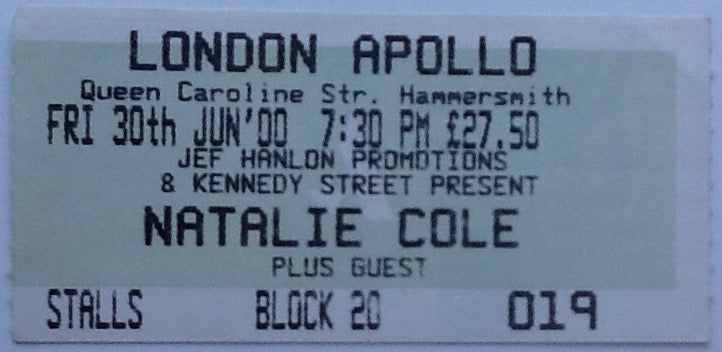 LONDON APOLLO
Queen Caroline Str. Hammersmith
FRI 30th JUN'00 7:30 PM £27.50
JEF HANLON PROMOTIONS
& KENNEDY STREET PRESENT
NATALIE COLE
PLUS GUEST
STALLS BLOCK 20 019